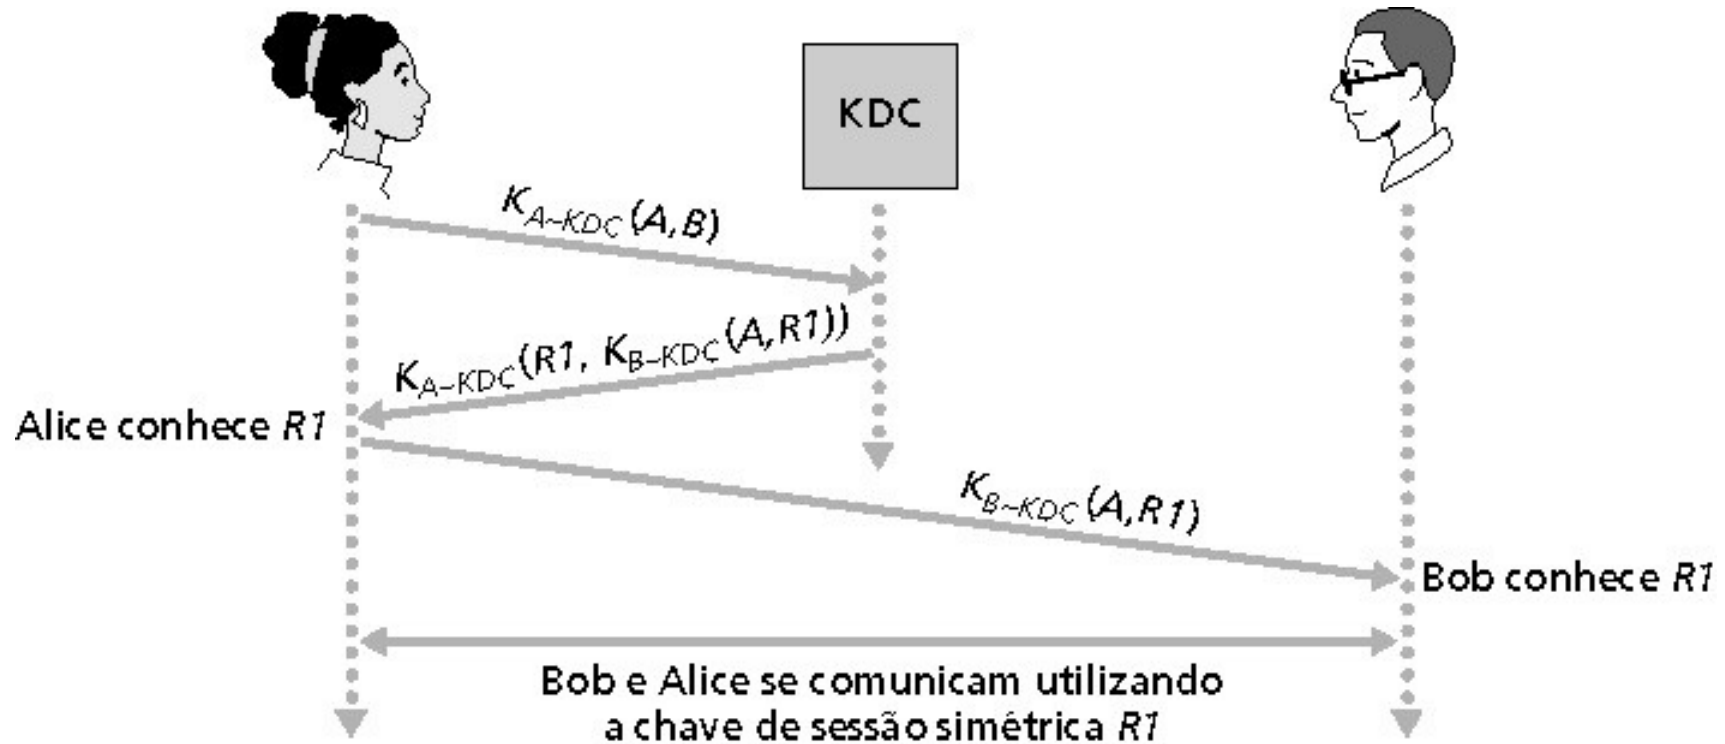 KDC
K_{A-KDC}(A,B)
K_{A-KDC}(R1, K_{B-KDC}(A,R1))
Alice conhece R1
K_{B-KDC}(A,R1)
Bob conhece R1
Bob e Alice se comunicam utilizando
a chave de sessão simétrica R1